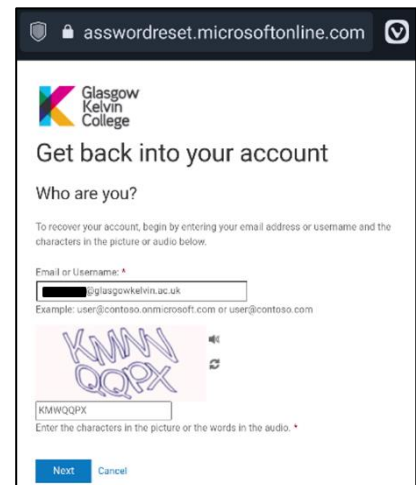 asswordreset.microsoftonline.com
Glasgow
Kelvin
College
Get back into your account
Who are you?
To recover your account, begin by entering your email address or username and the
characters in the picture or audio below.
Email or Username: *
@glasgowkelvin.ac.uk
Example: user@contoso.onmicrosoft.com or user@contoso.com
KMWQQPX
Enter the characters in the picture or the words in the audio. *
Next Cancel